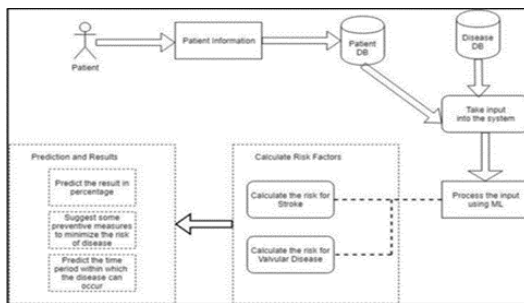 Patient
Patient Information
Patient
DB
Disease
DB
Take input
into the system
Process the input
using ML
Calculate Risk Factors
Calculate the risk for
Stroke
Calculate the risk for
Valvular Disease
Prediction and Results
Predict the result in
percentage
Suggest some
preventive measures
to minimize the risk
of disease
Predict the time
period within which
the disease can
occur